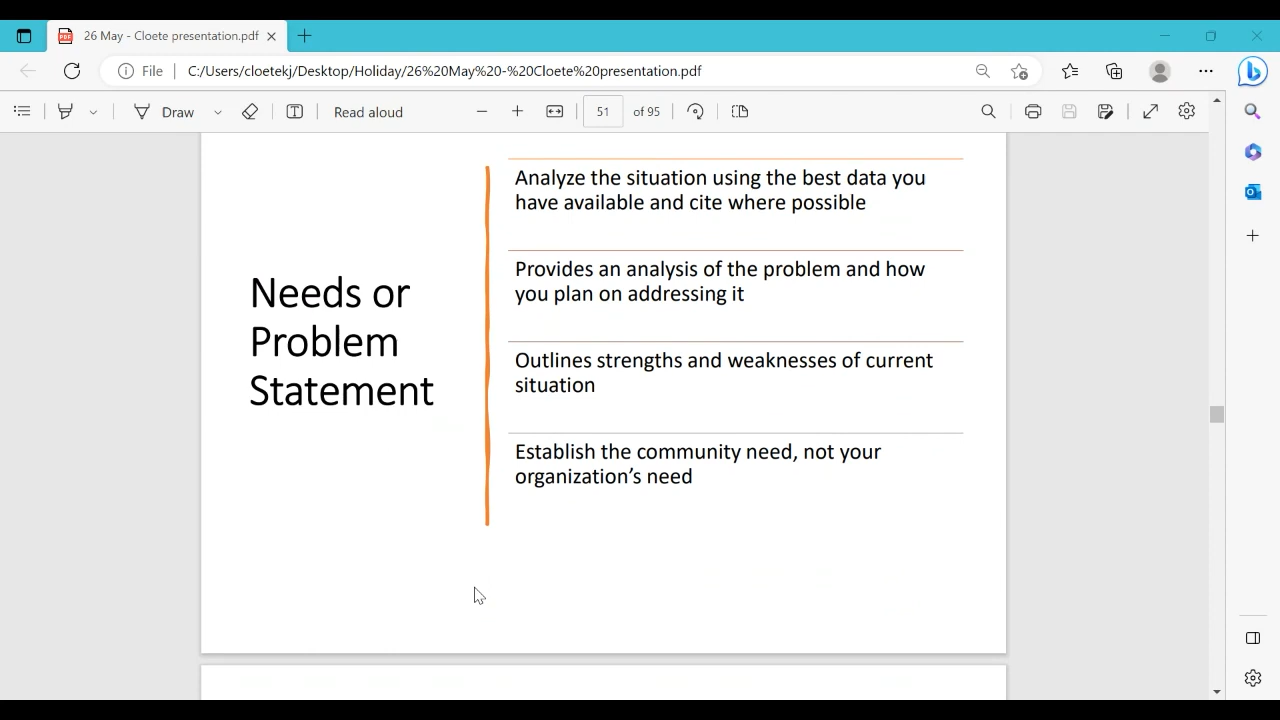 26 May - Cloete presentation.pdf
File
C:/Users/cloetekj/Desktop/Holiday/26%20May%20-%20Cloete%20presentation.pdf
Draw
Read aloud
51
of 95
Analyze the situation using the best data you
have available and cite where possible
Provides an analysis of the problem and how
you plan on addressing it
Needs or
Problem
Statement
Outlines strengths and weaknesses of current
situation
Establish the community need, not your
organization’s need